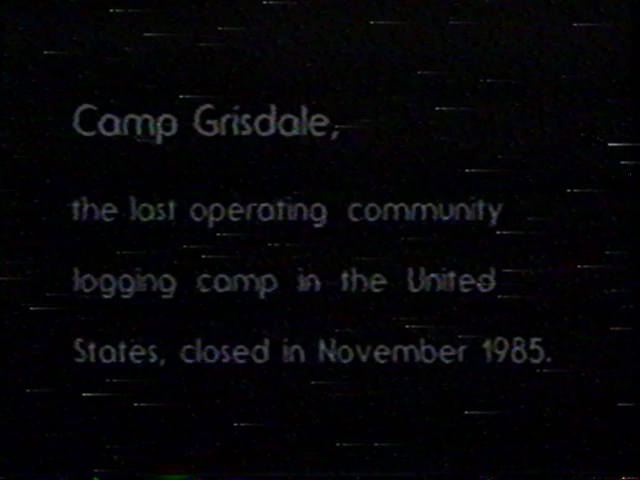 Camp Grisdale,
the last operating community
logging camp in the United
States, closed in November 1985.